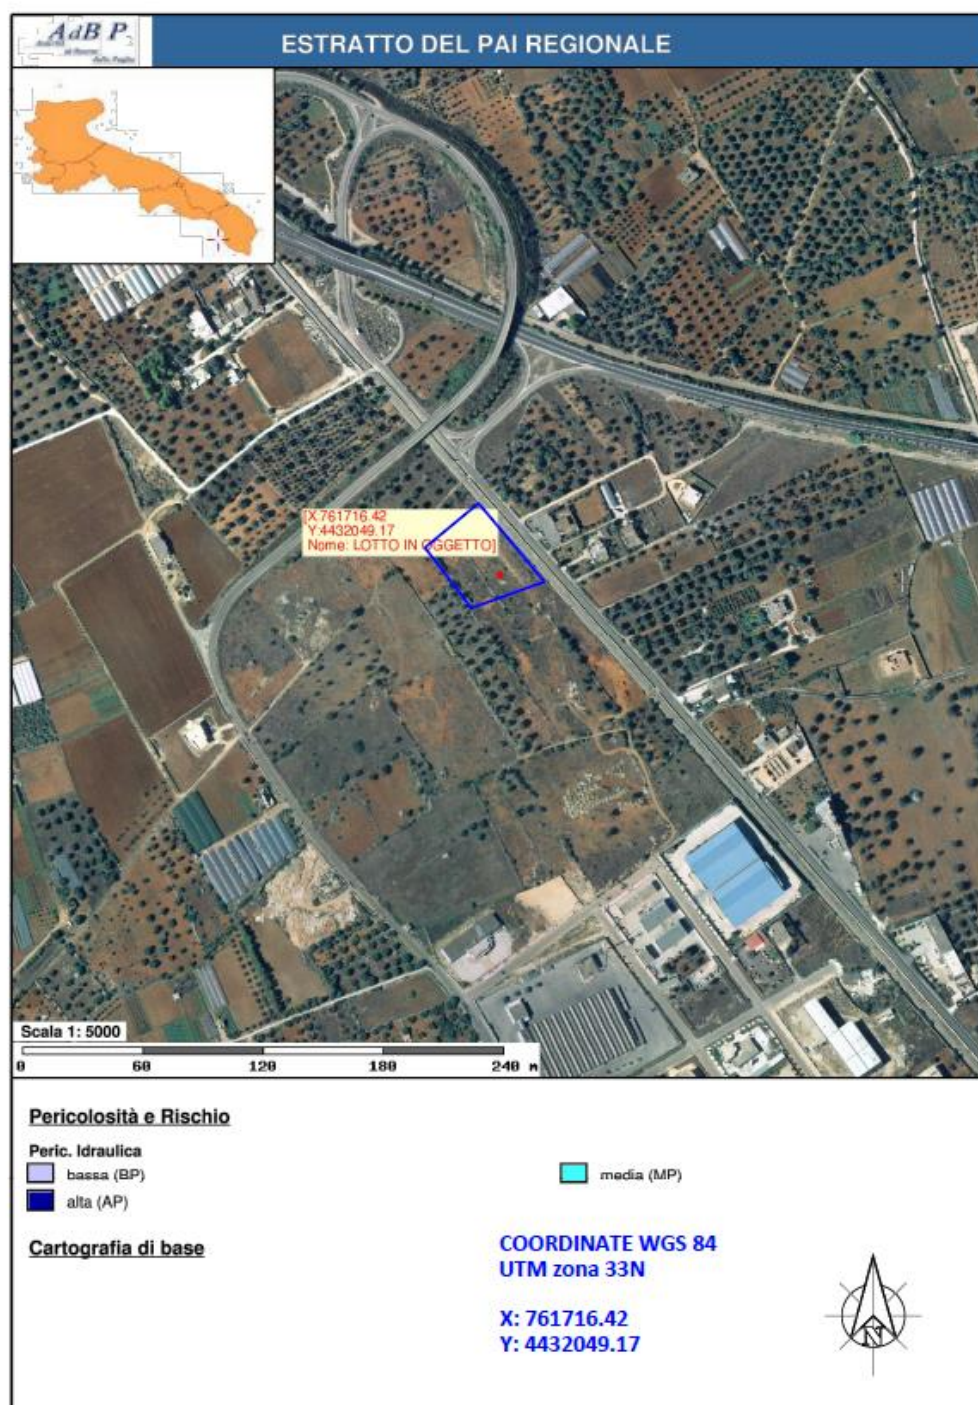 AdB P
ESTRATTO DEL PAI REGIONALE
[X:761716.42
Y:4432049.17
Nome: LOTTO IN OGGETTO]
Scala 1: 5000
0 60 120 180 240 m
Pericolosità e Rischio
Peric. Idraulica
bassa (BP)
media (MP)
alta (AP)
Cartografia di base
COORDINATE WGS 84
UTM zona 33N
X: 761716.42
Y: 4432049.17
N